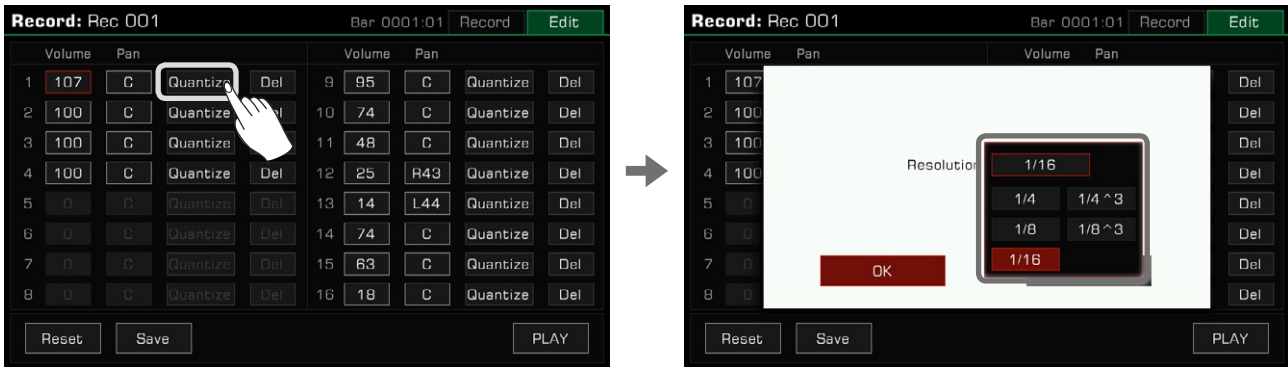 Record: Rec 001 Bar 0001:01 Record Edit
Volume Pan Volume Pan
1 107 C Quantize Del 9 95 C Quantize Del
2 100 C Quantize Del 10 74 C Quantize Del
3 100 C Quantize 11 48 C Quantize Del
4 100 C Quantize Del 12 25 R43 Quantize Del
5 0 C Quantize Del 13 14 L44 Quantize Del
6 0 C Quantize Del 14 74 C Quantize Del
7 0 C Quantize Del 15 63 C Quantize Del
8 0 C Quantize Del 16 18 C Quantize Del
Reset Save PLAY
Record: Rec 001 Bar 0001:01 Record Edit
Volume Pan Volume Pan
1 107 Del
2 100 Del
3 100 Del
4 100 Del
5 0 Del
6 0 Del
7 0 Del
8 0 Del
Resolution 1/16
1/4 1/4^3
1/8 1/8^3
1/16
OK
Reset Save PLAY